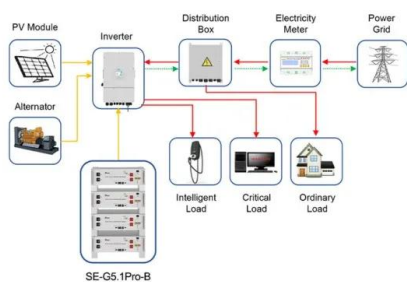 PV Module
Inverter
Distribution
Box
Electricity
Meter
Power
Grid
Alternator
Intelligent
Load
Critical
Load
Ordinary
Load
SE-G5.1Pro-B